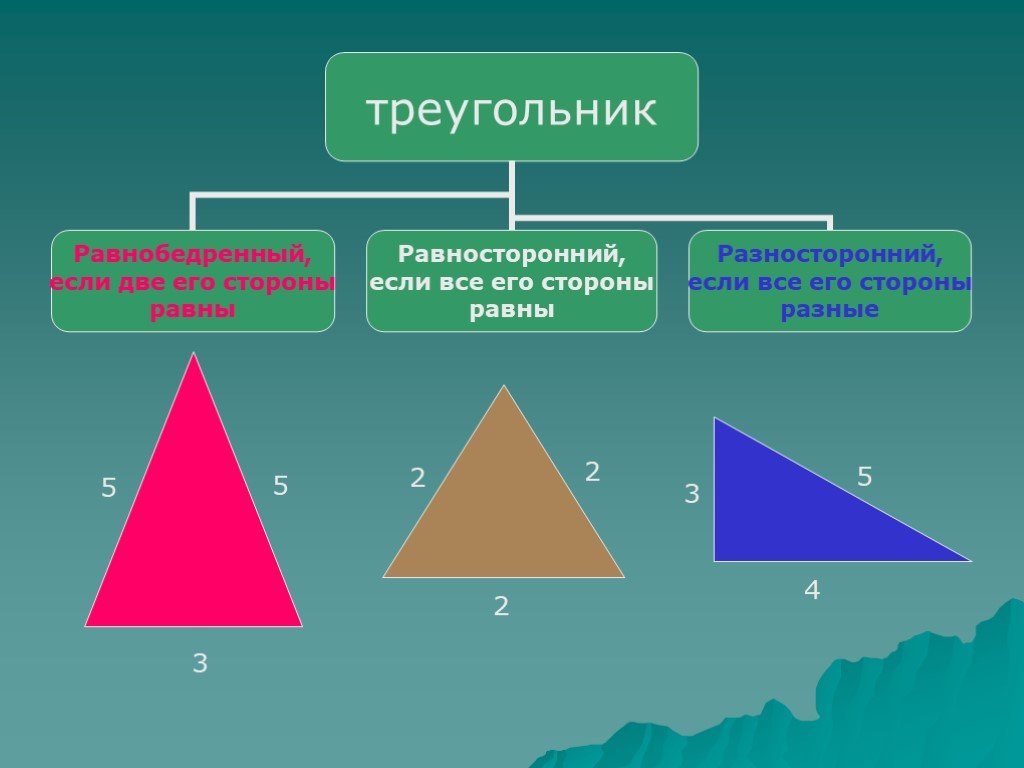 треугольник
Равнобедренный,
если две его стороны
равны
Равносторонний,
если все его стороны
равны
Разносторонний,
если все его стороны
разные
5
5
3
2
2
2
3
5
4